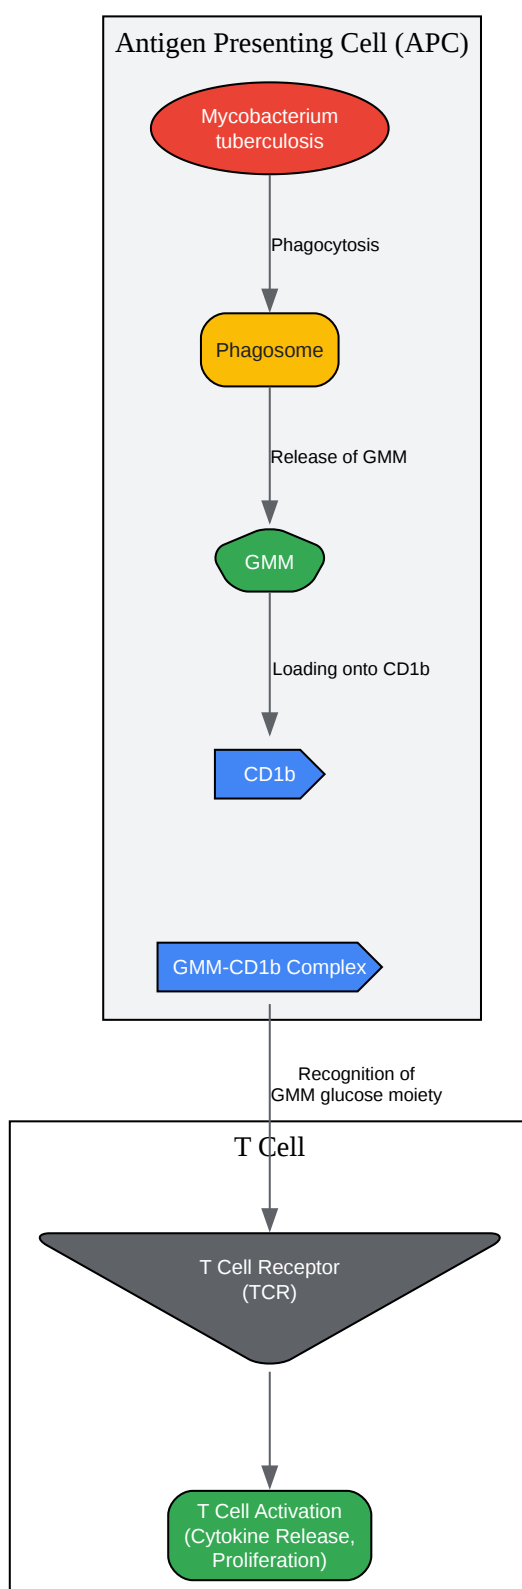 Antigen Presenting Cell (APC)
Mycobacterium
tuberculosis
Phagocytosis
Phagosome
Release of GMM
GMM
Loading onto CD1b
CD1b
GMM-CD1b Complex
Recognition of
GMM glucose moiety
T Cell
T Cell Receptor
(TCR)
T Cell Activation
(Cytokine Release,
Proliferation)